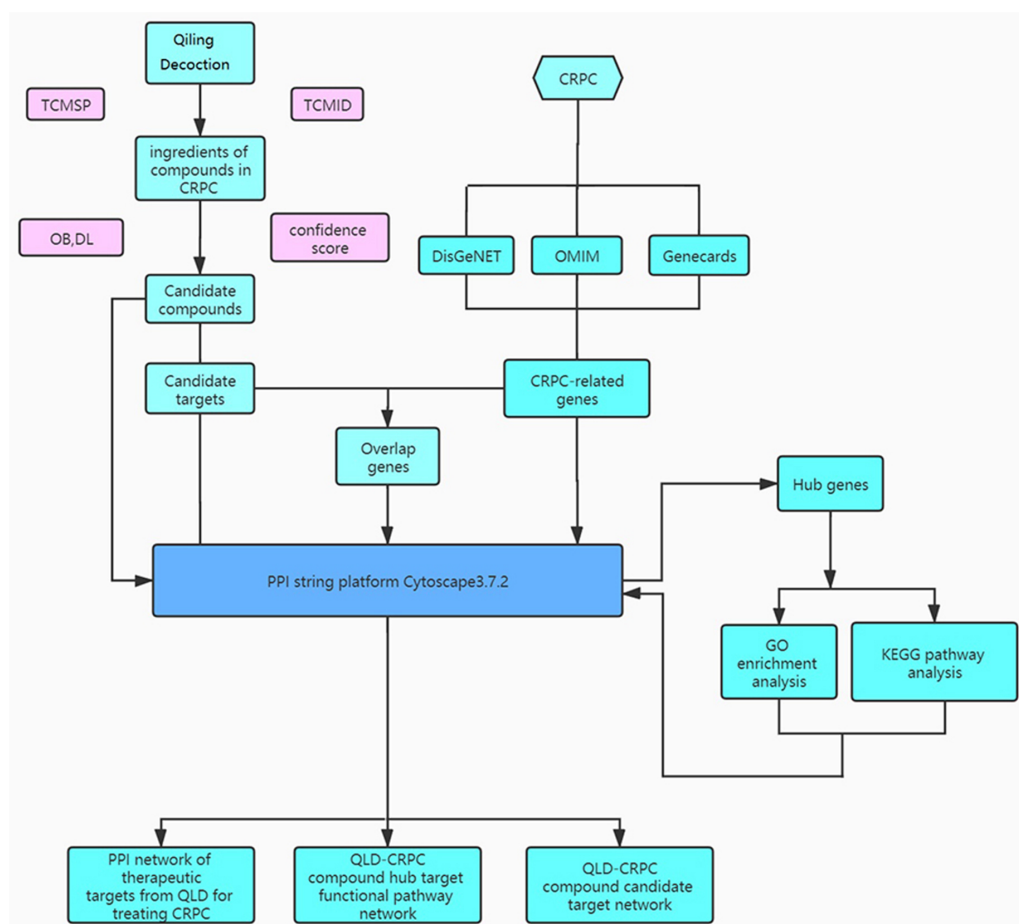 Qiling
Decoction
CRPC
TCMSP
TCMID
ingredients of
compounds in
CRPC
OB,DL
confidence
score
DisGeNET
OMIM
Genecards
Candidate
compounds
Candidate
targets
CRPC-related
genes
Overlap
genes
Hub genes
PPI string platform Cytoscape3.7.2
GO
enrichment
analysis
KEGG pathway
analysis
PPI network of
therapeutic
targets from QLD for
treating CRPC
QLD-CRPC
compound hub target
functional pathway
network
QLD-CRPC
compound candidate
target network